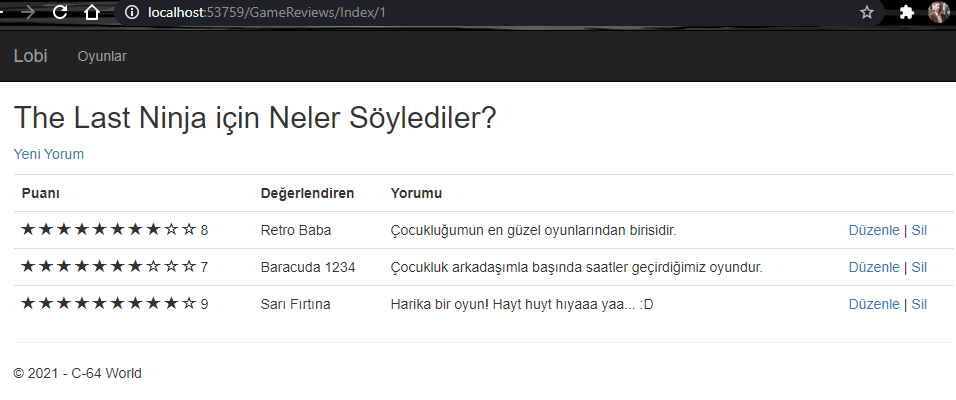 localhost:53759/GameReviews/Index/1
Lobi Oyunlar
The Last Ninja için Neler Söylediler?
Yeni Yorum
Puanı Değerlendiren Yorumu
★★★★★★★★☆☆ 8 Retro Baba Çocukluğumun en güzel oyunlarından birisidir. Düzenle | Sil
★★★★★★★☆☆☆ 7 Baracuda 1234 Çocukluk arkadaşımla başında saatler geçirdiğimiz oyundur. Düzenle | Sil
★★★★★★★★★☆ 9 Sarı Fırtına Harika bir oyun! Hayt huyt hıyaaa yaa... :D Düzenle | Sil
© 2021 - C-64 World